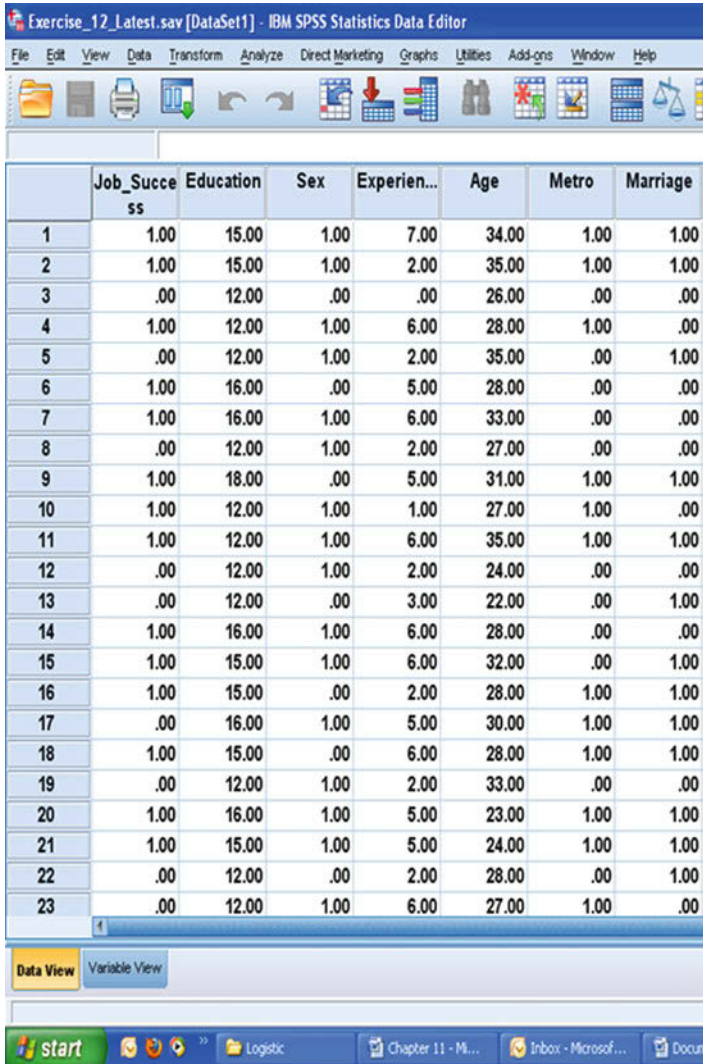 Exercise_12_Latest.sav [DataSet1] - IBM SPSS Statistics Data Editor
File Edit View Data Transform Analyze Direct Marketing Graphs Utilities Add-ons Window Help
Job_Success Education Sex Experien... Age Metro Marriage
1 1.00 15.00 1.00 7.00 34.00 1.00 1.00
2 1.00 15.00 1.00 2.00 35.00 1.00 1.00
3 .00 12.00 .00 .00 26.00 .00 .00
4 1.00 12.00 1.00 6.00 28.00 1.00 .00
5 .00 12.00 1.00 2.00 35.00 .00 1.00
6 1.00 16.00 .00 5.00 28.00 .00 .00
7 1.00 16.00 1.00 6.00 33.00 .00 .00
8 .00 12.00 1.00 2.00 27.00 .00 .00
9 1.00 18.00 .00 5.00 31.00 1.00 1.00
10 1.00 12.00 1.00 1.00 27.00 1.00 .00
11 1.00 12.00 1.00 6.00 35.00 1.00 1.00
12 .00 12.00 1.00 2.00 24.00 .00 .00
13 .00 12.00 .00 3.00 22.00 .00 1.00
14 1.00 16.00 1.00 6.00 28.00 .00 .00
15 1.00 15.00 1.00 6.00 32.00 .00 1.00
16 1.00 15.00 .00 2.00 28.00 1.00 1.00
17 .00 16.00 1.00 5.00 30.00 1.00 1.00
18 1.00 15.00 .00 6.00 28.00 1.00 1.00
19 .00 12.00 1.00 2.00 33.00 .00 .00
20 1.00 16.00 1.00 5.00 23.00 1.00 1.00
21 1.00 15.00 1.00 5.00 24.00 1.00 1.00
22 .00 12.00 .00 2.00 28.00 .00 1.00
23 .00 12.00 1.00 6.00 27.00 1.00 .00
Data View Variable View
start » Logistic Chapter 11 - Mi... Inbox - Microsof... Docum